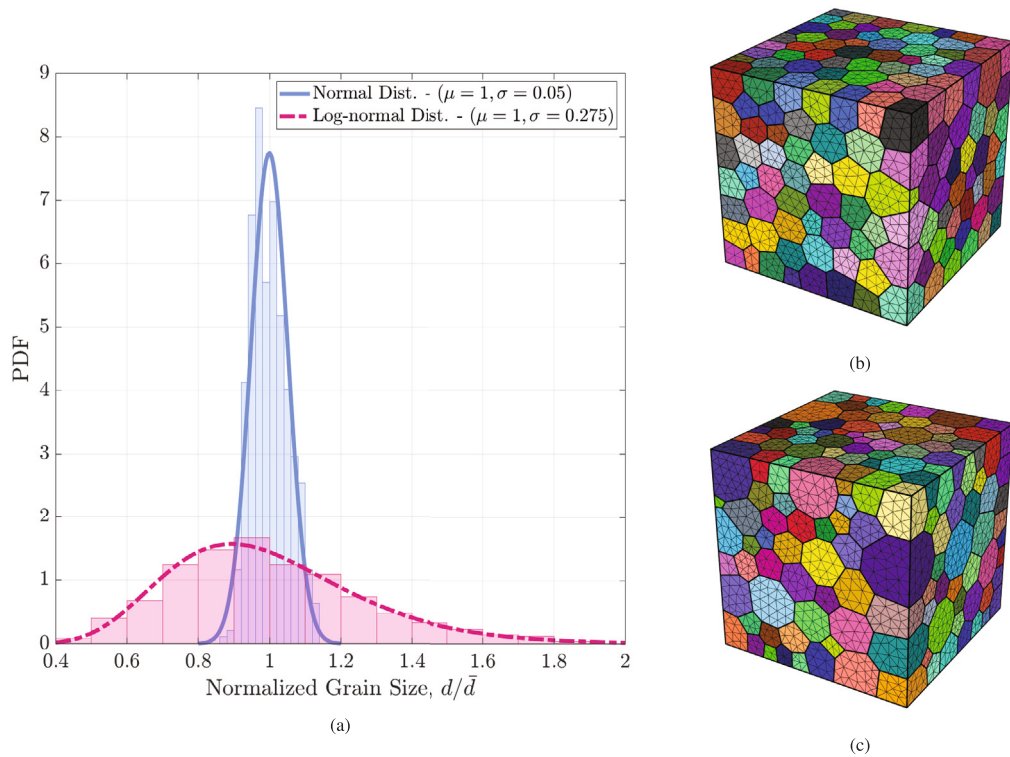 9
8
7
6
5
4
3
2
1
0
PDF
Normal Dist. - (μ = 1, σ = 0.05)
Log-normal Dist. - (μ = 1, σ = 0.275)
0.4 0.6 0.8 1 1.2 1.4 1.6 1.8 2
Normalized Grain Size, d/d̄
(a)
(b)
(c)